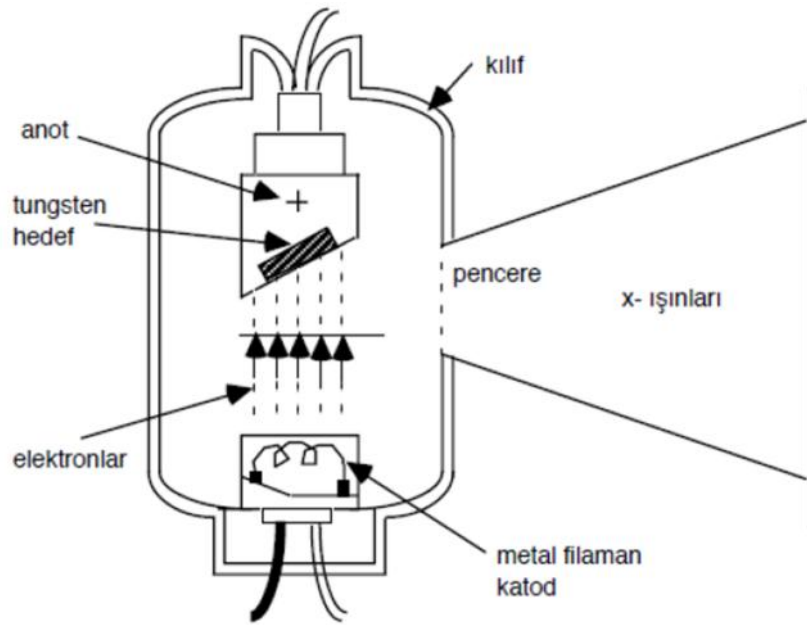 kılıf
anot
+
tungsten
hedef
pencere
x- ışınları
elektronlar
metal filaman
katod